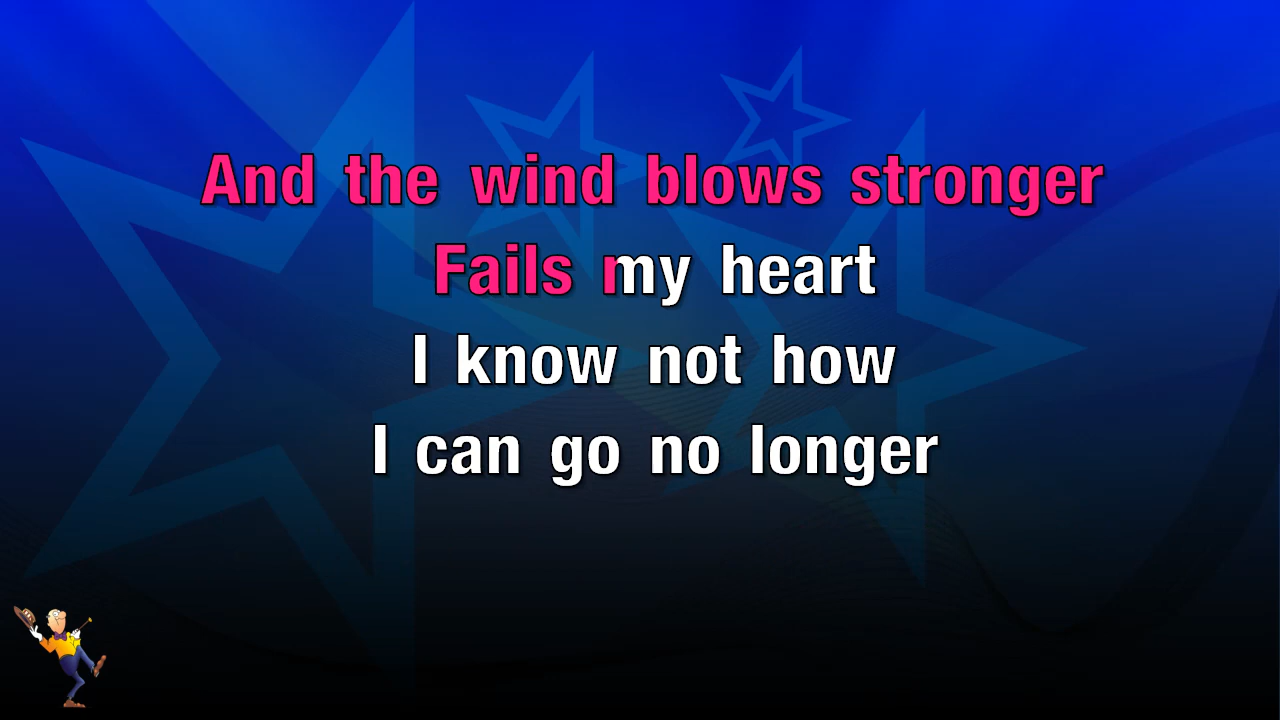 And the wind blows stronger
Fails my heart
I know not how
I can go no longer